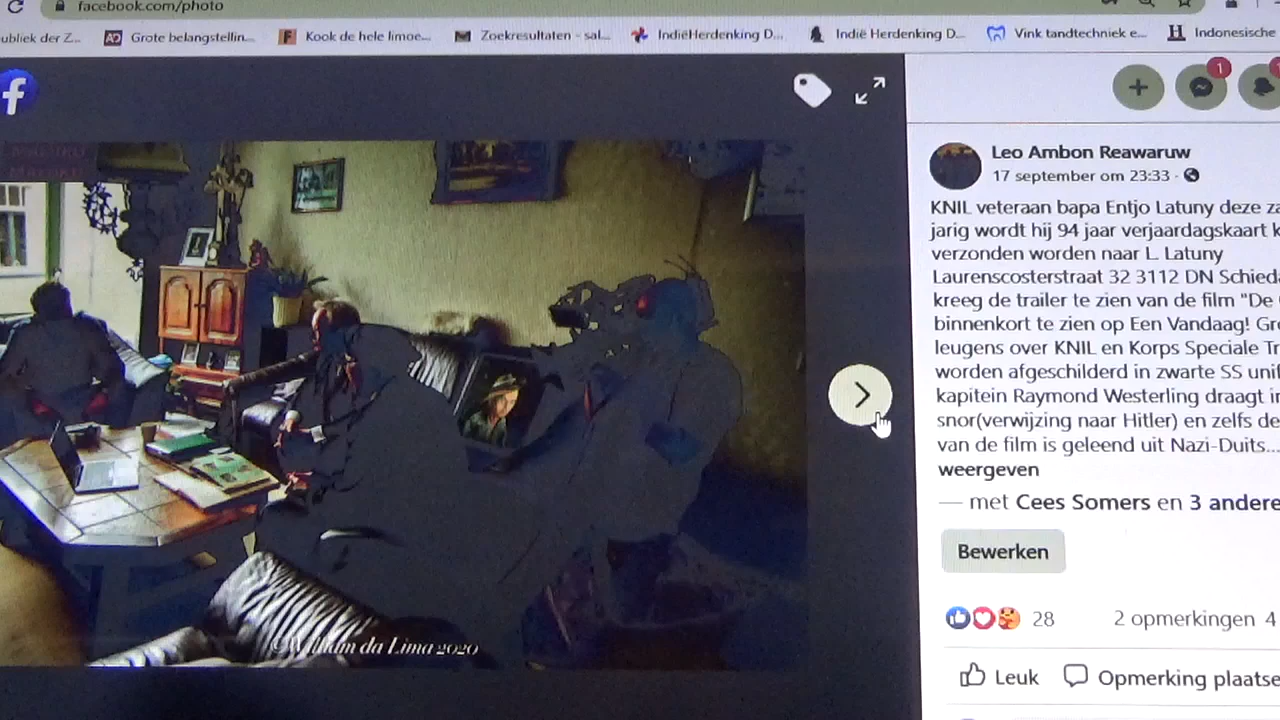 facebook.com/photo
ubliek der Z...
Grote belangstellin...
Kook de hele limoe...
Zoekresultaten - sal...
IndiëHerdenking D...
Indië Herdenking D...
Vink tandtechniek e...
Indonesische
1
Leo Ambon Reawaruw
17 september om 23:33
KNIL veteraan bapa Entjo Latuny deze za
jarig wordt hij 94 jaar verjaardagskaart k
verzonden worden naar L. Latuny
Laurenscosterstraat 32 3112 DN Schieda
kreeg de trailer te zien van de film "De
binnenkort te zien op Een Vandaag! Gr
leugens over KNIL en Korps Speciale Tr
worden afgeschilderd in zwarte SS unif
kapitein Raymond Westerling draagt in
snor(verwijzing naar Hitler) en zelfs de
van de film is geleend uit Nazi-Duits...
weergeven
— met Cees Somers en 3 andere
Bewerken
28
2 opmerkingen 4
Leuk
Opmerking plaatse
©William da Lima 2020